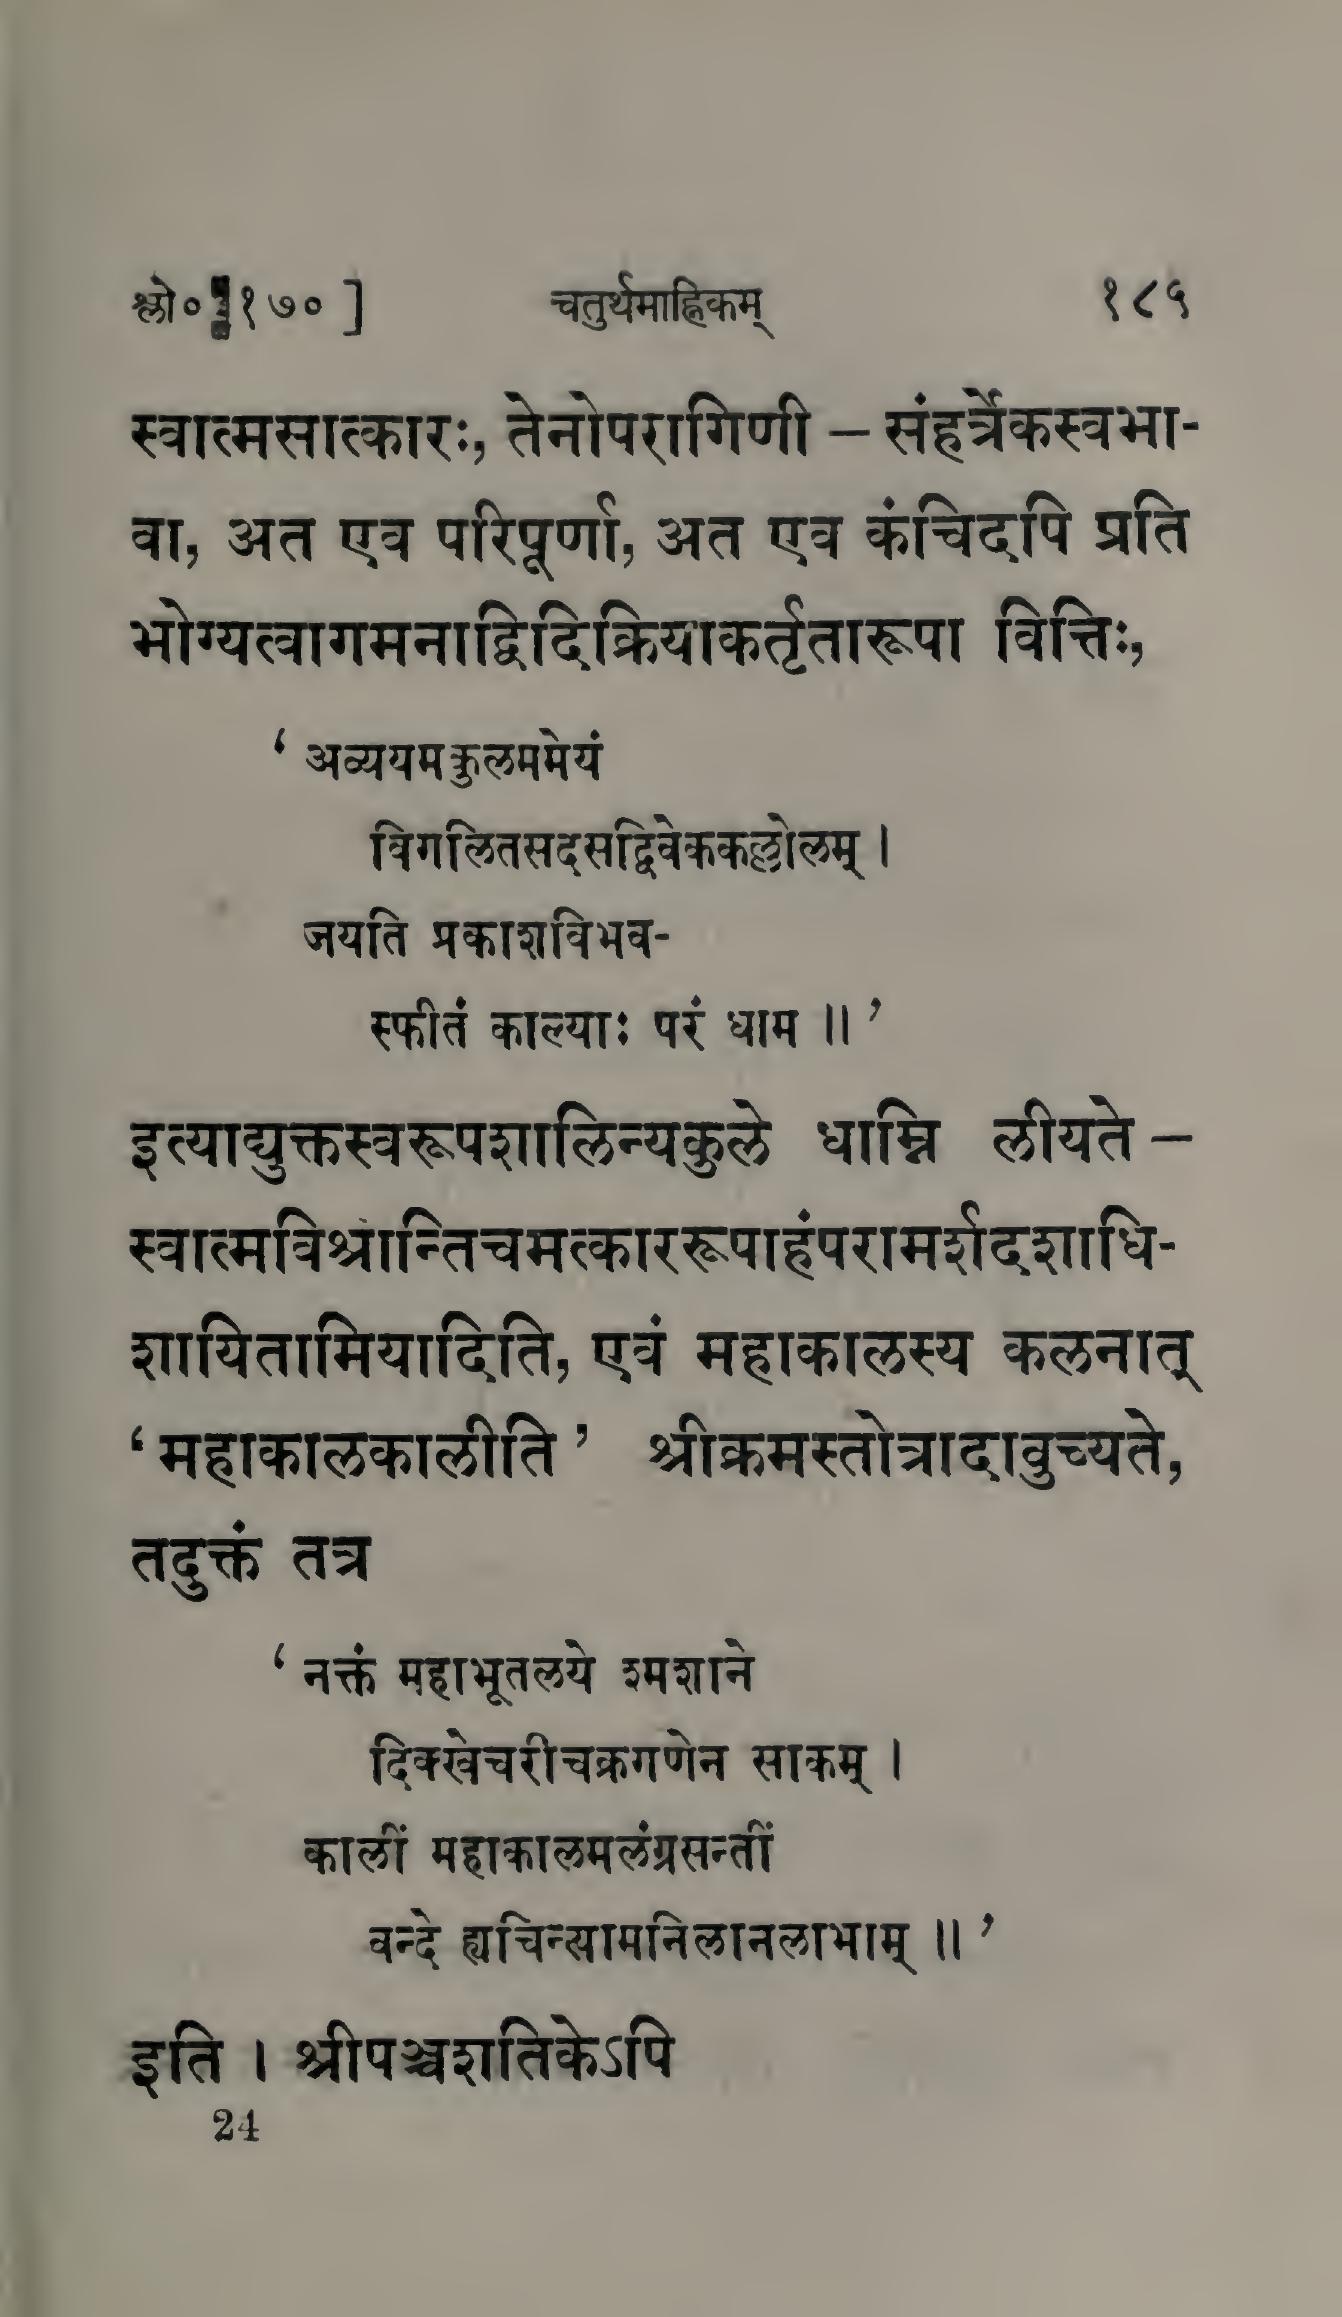 श्लो० १७० ] चतुर्थमाह्निकम् १८५
स्वात्मसात्कारः, तेनोपरागिणी – संहर्त्रैकस्वभा-
वा, अत एव परिपूर्णा, अत एव कंचिदपि प्रति
भोग्यत्वागमनाद्विदिक्रियाकर्तृतारूपा वित्तिः,
‘ अव्ययमकुलममेयं
विगलितसदसद्विवेककल्लोलम् ।
जयति प्रकाशविभव-
स्फीतं काल्याः परं धाम ॥ ’
इत्याद्युक्तस्वरूपशालिन्यकुले धाम्नि लीयते –
स्वात्मविश्रान्तिचमत्काररूपाहंपरामर्शदशाधि-
शायितामियादिति, एवं महाकालस्य कलनात्
‘ महाकालकालीति ’ श्रीक्रमस्तोत्रादावुच्यते,
तदुक्तं तत्र
‘ नक्तं महाभूतलये श्मशाने
दिक्खेचरीचक्रगणेन साकम् ।
कालीं महाकालमलंग्रसन्तीं
वन्दे ह्यचिन्त्यामनिलानलाभाम् ॥ ’
इति । श्रीपञ्चशतिकेऽपि
24